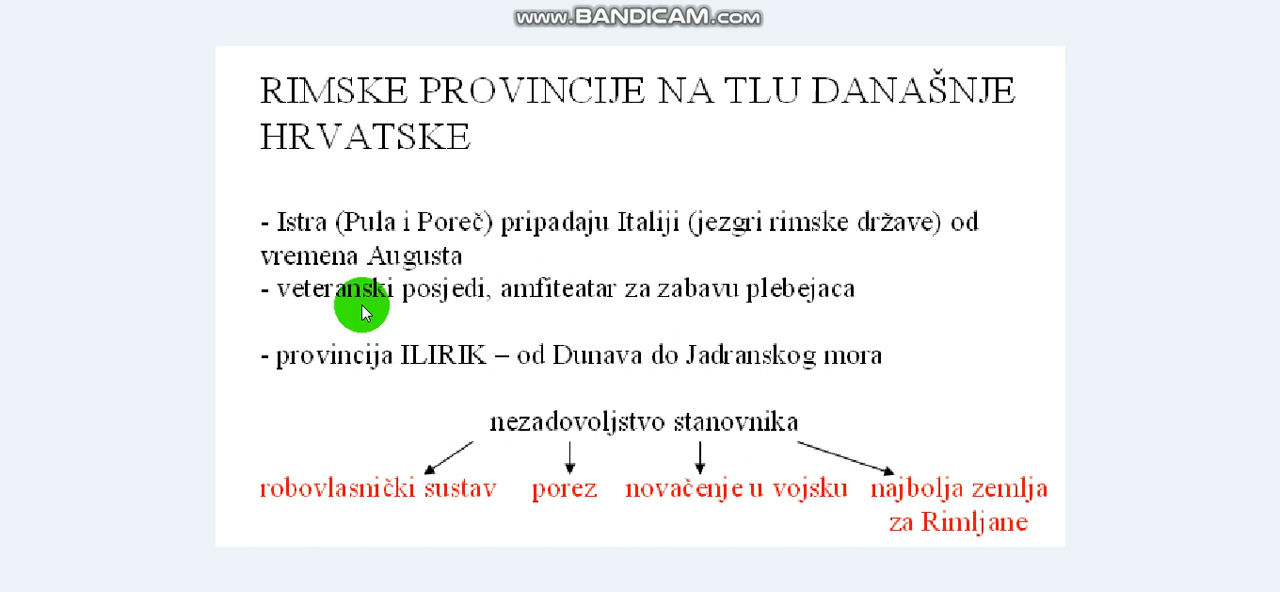 www.BANDICAM.com
RIMSKE PROVINCIJE NA TLU DANAŠNJE
HRVATSKE
- Istra (Pula i Poreč) pripadaju Italiji (jezgri rimske države) od
vremena Augusta
- veteranski posjedi, amfiteatar za zabavu plebejaca
- provincija ILIRIK – od Dunava do Jadranskog mora
nezadovoljstvo stanovnika
robovlasnički sustav porez novačenje u vojsku najbolja zemlja
za Rimljane